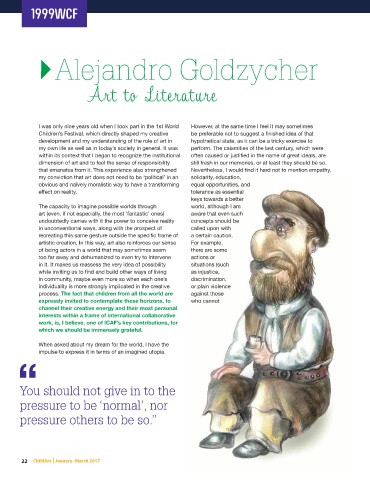 1999WCF
Alejandro Goldzycher
Art to Literature
I was only nine years old when I took part in the 1st World
Children's Festival, which directly shaped my creative
development and my understanding of the role of art in
my own life as well as in today's society in general. It was
within its context that I began to recognize the institutional
dimension of art and to feel the sense of responsibility
that emanates from it. This experience also strengthened
my conviction that art does not need to be 'political' in an
obvious and naively moralistic way to have a transforming
effect on reality.
The capacity to imagine possible worlds through
art (even, if not especially, the most 'fantastic' ones)
undoubtedly carries with it the power to conceive reality
in unconventional ways, along with the prospect of
recreating this same gesture outside the specific frame of
artistic creation. In this way, art also reinforces our sense
of being actors in a world that may sometimes seem
too far away and dehumanized to even try to intervene
in it. It makes us reassess the very idea of possibility
while inviting us to find and build other ways of living
in community, maybe even more so when each one's
individuality is more strongly implicated in the creative
process. The fact that children from all the world are
expressly invited to contemplate these horizons, to
channel their creative energy and their most personal
interests within a frame of international collaborative
work, is, I believe, one of ICAF's key contributions, for
which we should be immensely grateful.
When asked about my dream for the world, I have the
impulse to express it in terms of an imagined utopia.
However, at the same time I feel it may sometimes
be preferable not to suggest a finished idea of that
hypothetical state, as it can be a tricky exercise to
perform. The calamities of the last century, which were
often caused or justified in the name of great ideals, are
still fresh in our memories, or at least they should be so.
Nevertheless, I would find it hard not to mention empathy,
solidarity, education,
equal opportunities, and
tolerance as essential
keys towards a better
world, although I am
aware that even such
concepts should be
called upon with
a certain caution.
For example,
there are some
actions or
situations (such
as injustice,
discrimination,
or plain violence
against those
who cannot
“
You should not give in to the
pressure to be ‘normal’, nor
pressure others to be so.”
22 ChildArt | January-March 2017